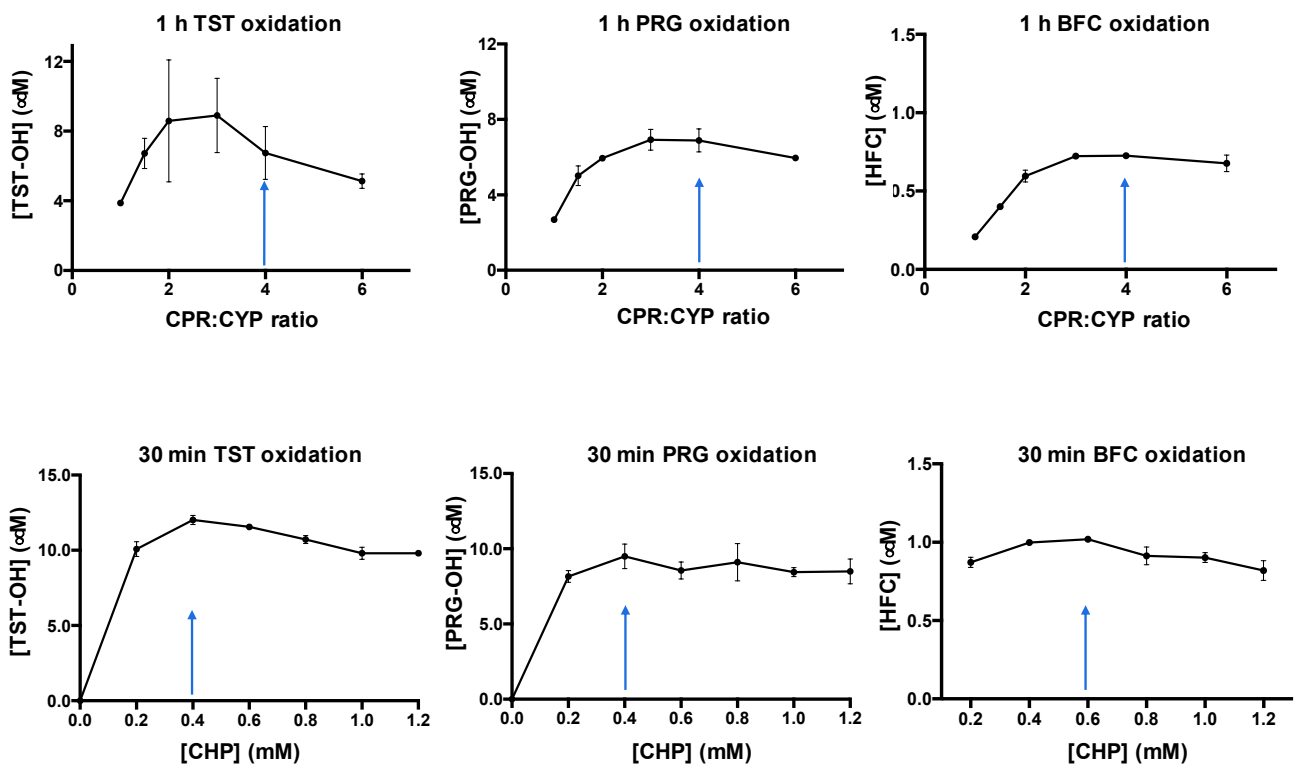 1 h TST oxidation
[TST-OH] (∝M)
12
8
4
0
0 2 4 6
CPR:CYP ratio
1 h PRG oxidation
[PRG-OH] (∝M)
12
8
4
0
0 2 4 6
CPR:CYP ratio
1 h BFC oxidation
[HFC] (∝M)
1.5
1.0
0.5
0.0
0 2 4 6
CPR:CYP ratio
30 min TST oxidation
[TST-OH] (∝M)
15.0
10.0
5.0
0.0
0.0 0.2 0.4 0.6 0.8 1.0 1.2
[CHP] (mM)
30 min PRG oxidation
[PRG-OH] (∝M)
15.0
10.0
5.0
0.0
0.0 0.2 0.4 0.6 0.8 1.0 1.2
[CHP] (mM)
30 min BFC oxidation
[HFC] (∝M)
1.5
1.0
0.5
0.0
0.2 0.4 0.6 0.8 1.0 1.2
[CHP] (mM)